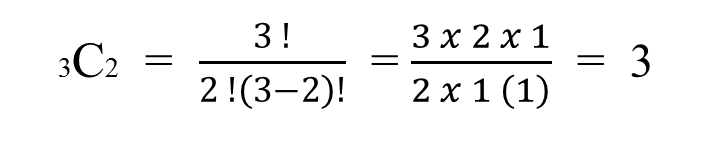 ₃C₂ = 3 ! / 2 !(3−2)! = 3 x 2 x 1 / 2 x 1 (1) = 3